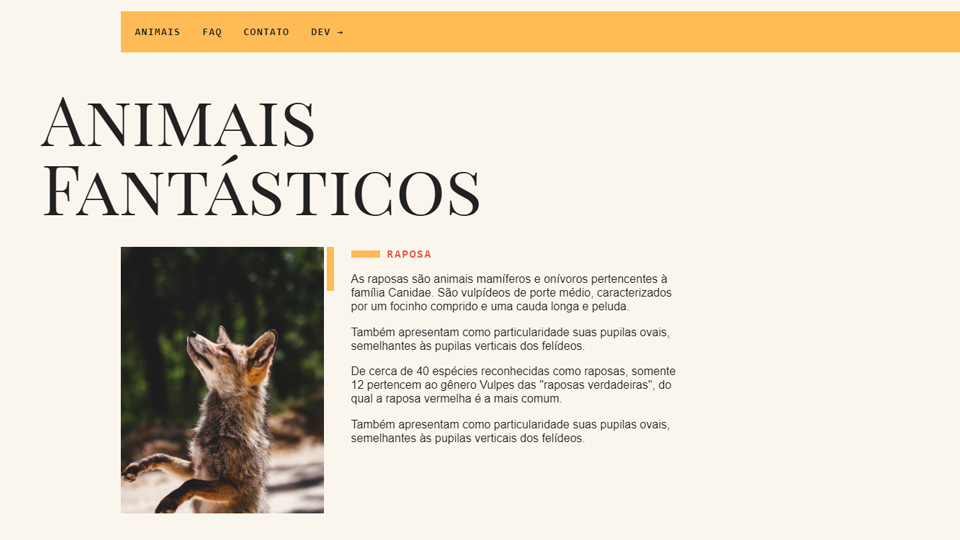 ANIMAIS FAQ CONTATO DEV →
ANIMAIS
FANTÁSTICOS
RAPOSA
As raposas são animais mamíferos e onívoros pertencentes à
família Canidae. São vulpídeos de porte médio, caracterizados
por um focinho comprido e uma cauda longa e peluda.
Também apresentam como particularidade suas pupilas ovais,
semelhantes às pupilas verticais dos felídeos.
De cerca de 40 espécies reconhecidas como raposas, somente
12 pertencem ao gênero Vulpes das "raposas verdadeiras", do
qual a raposa vermelha é a mais comum.
Também apresentam como particularidade suas pupilas ovais,
semelhantes às pupilas verticais dos felídeos.